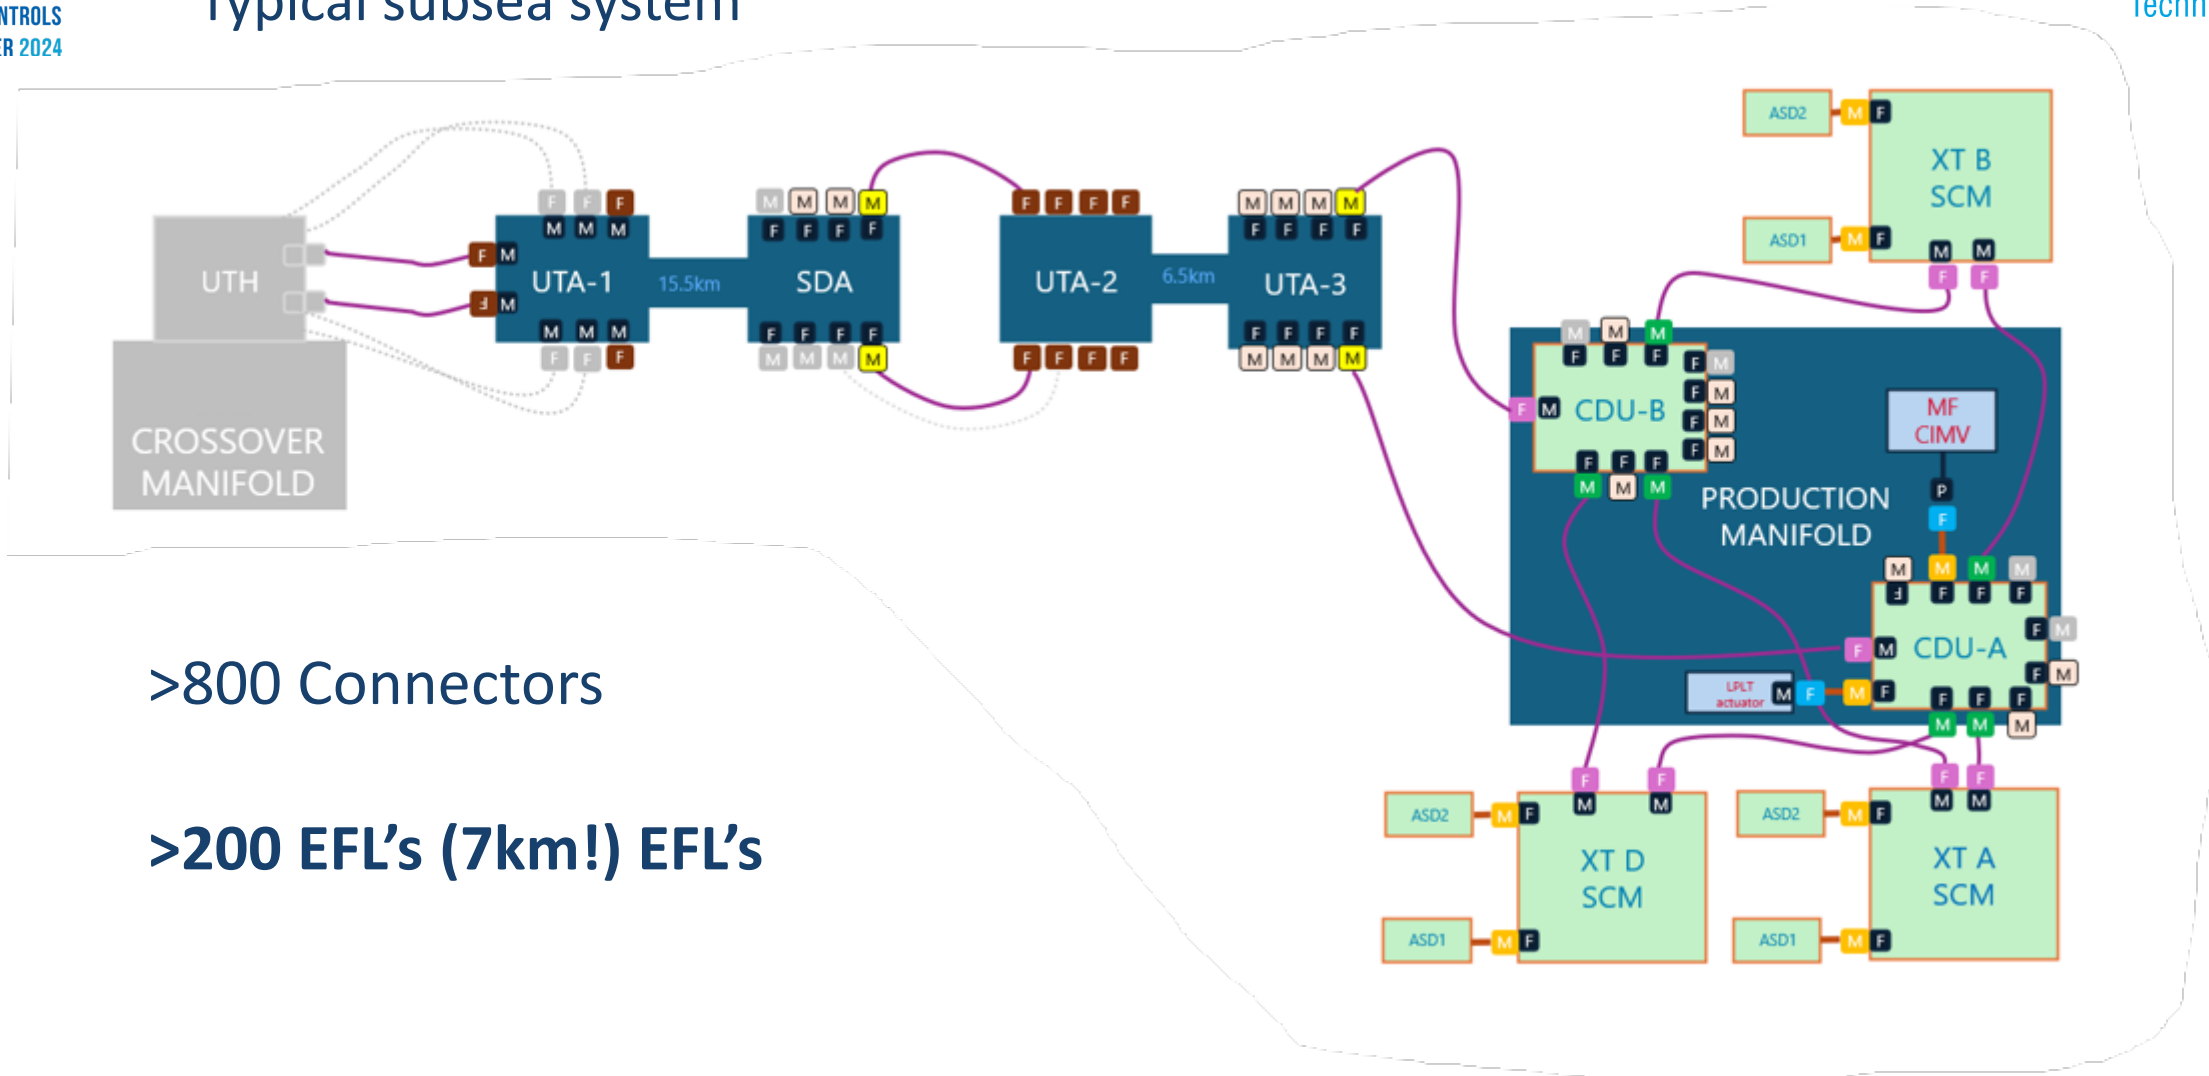 NTROLS
Typical subsea system
Techn
ER 2024
ASD2 M F
XT B
SCM
ASD1 M F
M M
F F
F F F
M M M
UTH
F M
F M
UTA-1
M M M
F F F
15.5km
M M M M
F F F F
SDA
F F F F
M M M M
F F F F
UTA-2
F F F F
6.5km
M M M M
F F F F
UTA-3
F F F F
M M M M
CROSSOVER
MANIFOLD
M M M
F F F
F M
F M
F M
F M
F M
CDU-B
F F F
M M M
MF
CIMV
P
F
PRODUCTION
MANIFOLD
M M M M
F F F F
F M
F M
CDU-A
F M
LPLT
actuator
M F M F
F F F
M M M
>800 Connectors
>200 EFL’s (7km!) EFL’s
F F
M M
ASD2 M F
XT D
SCM
ASD1 M F
F F
M M
ASD2 M F
XT A
SCM
ASD1 M F